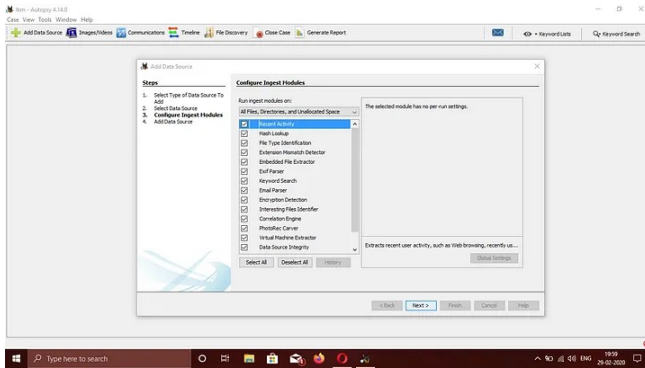 Item - Autopsy 4.14.0
Case View Tools Window Help
Add Data Source Images/Videos Communications Timeline File Discovery Close Case Generate Report Keyword Lists Keyword Search
Add Data Source
Steps
1. Select Type of Data Source To Add
2. Select Data Source
3. Configure Ingest Modules
4. Add Data Source
Configure Ingest Modules
Run ingest modules on:
All Files, Directories, and Unallocated Space
Recent Activity
Hash Lookup
File Type Identification
Extension Mismatch Detector
Embedded File Extractor
Exif Parser
Keyword Search
Email Parser
Encryption Detection
Interesting Files Identifier
Correlation Engine
PhotoRec Carver
Virtual Machine Extractor
Data Source Integrity
Select All Deselect All History
The selected module has no per-run settings.
Extracts recent user activity, such as Web browsing, recently us...
Global Settings
< Back Next > Finish Cancel Help
Type here to search
ENG
19:59
29-02-2020